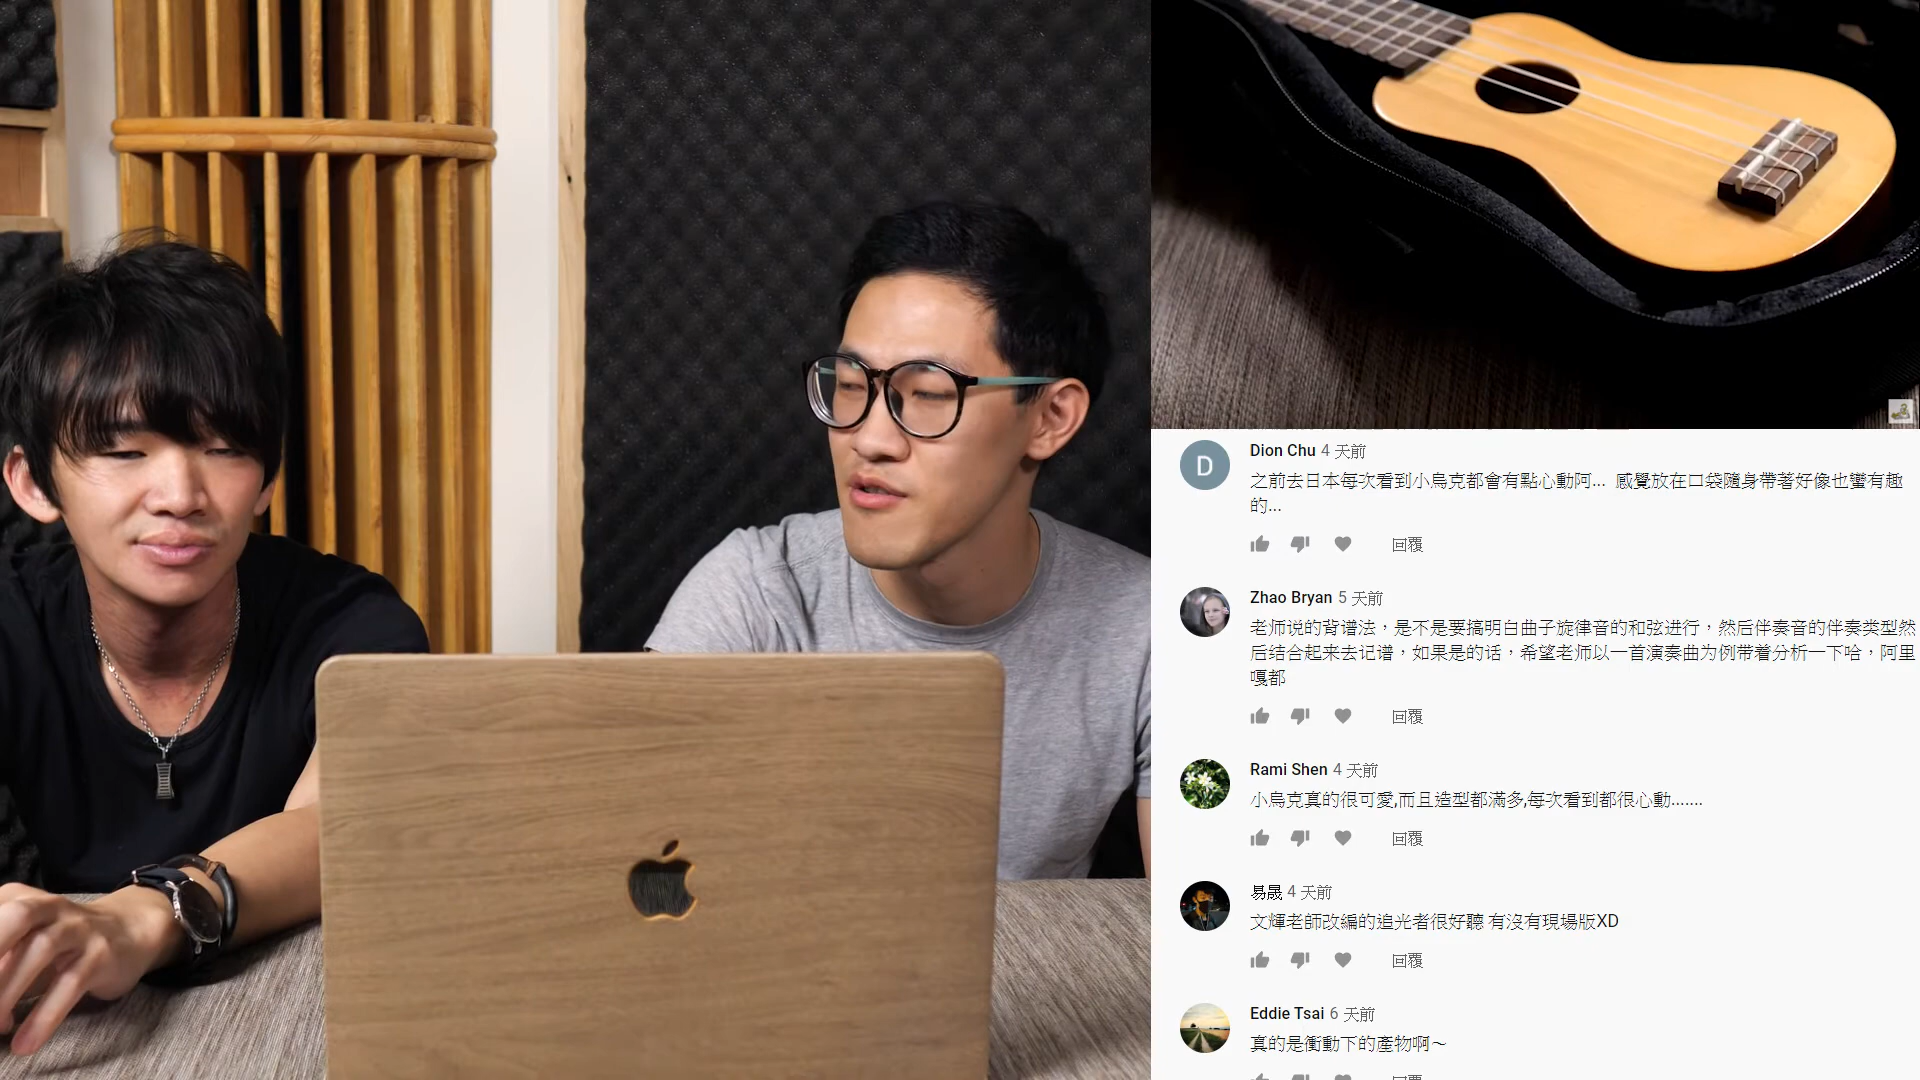 Dion Chu 4 天前
之前去日本每次看到小烏克都會有點心動阿... 感覺放在口袋隨身帶著好像也蠻有趣
的...
回覆
Zhao Bryan 5 天前
老师说的背谱法，是不是要搞明白曲子旋律音的和弦进行，然后伴奏音的伴奏类型然
后结合起来去记谱，如果是的话，希望老师以一首演奏曲为例带着分析一下哈，阿里
嘎都
回覆
Rami Shen 4 天前
小烏克真的很可愛,而且造型都滿多,每次看到都很心動.......
回覆
易晟 4 天前
文輝老師改編的追光者很好聽 有沒有現場版XD
回覆
Eddie Tsai 6 天前
真的是衝動下的產物啊～